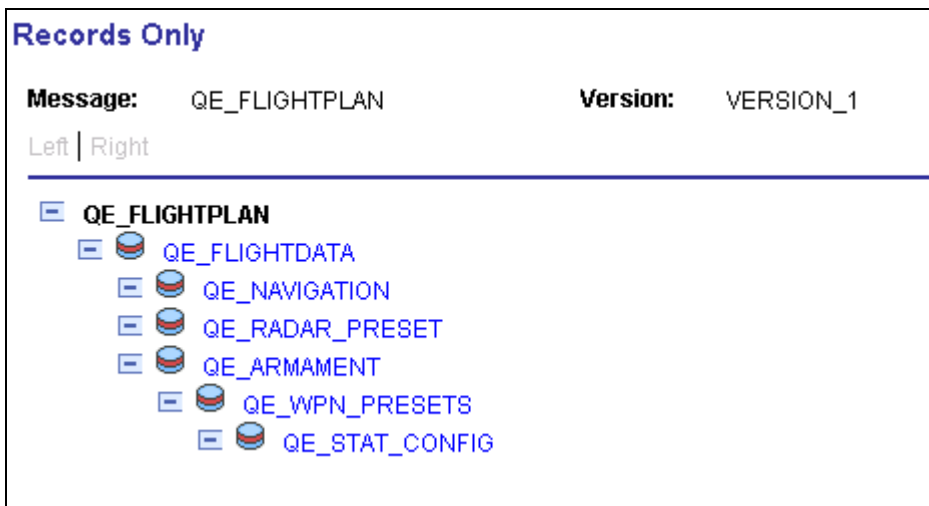 Records Only
Message: QE_FLIGHTPLAN Version: VERSION_1
Left | Right
QE_FLIGHTPLAN
QE_FLIGHTDATA
QE_NAVIGATION
QE_RADAR_PRESET
QE_ARMAMENT
QE_WPN_PRESETS
QE_STAT_CONFIG